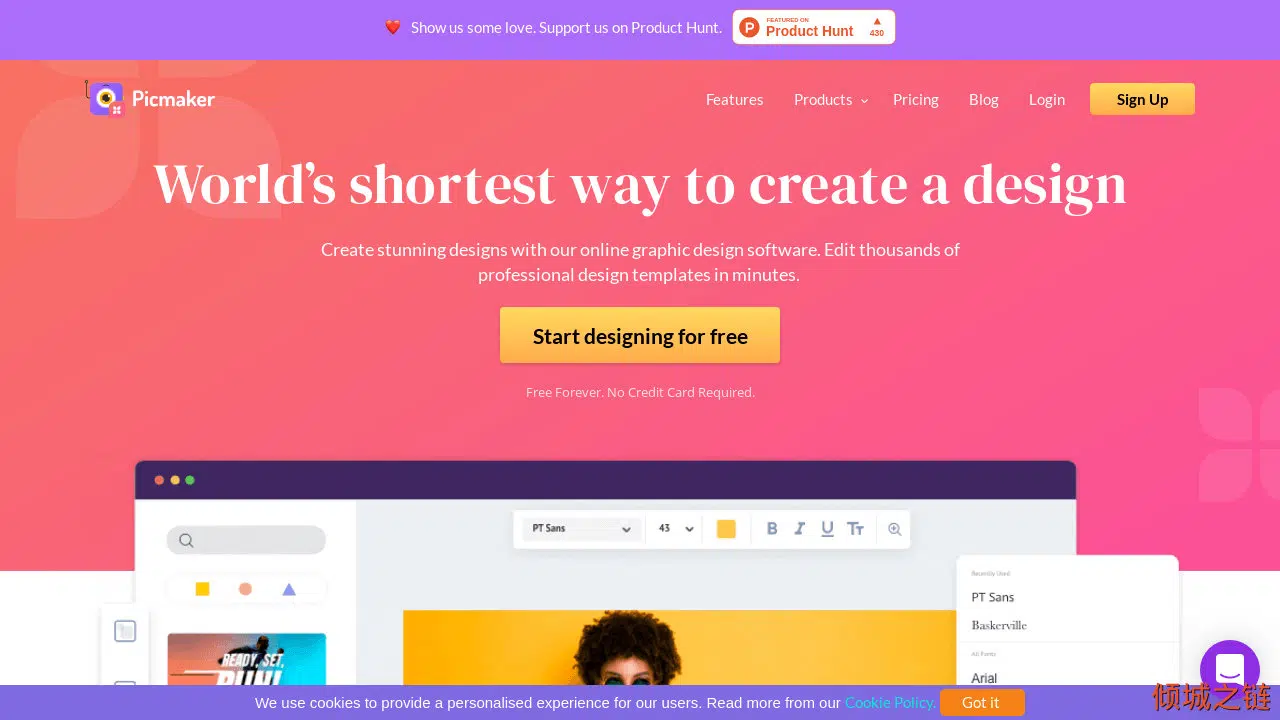 ❤️ Show us some love. Support us on Product Hunt.
P
FEATURED ON
Product Hunt
▲
430
Picmaker
Features
Products
Pricing
Blog
Login
Sign Up
World's shortest way to create a design
Create stunning designs with our online graphic design software. Edit thousands of
professional design templates in minutes.
Start designing for free
Free Forever. No Credit Card Required.
PT Sans
43
B
I
U
TT
Recently Used
PT Sans
Baskerville
All Fonts
Arial
READY, SET,
RUN!
We use cookies to provide a personalised experience for our users. Read more from our Cookie Policy.
Got it
倾城之链